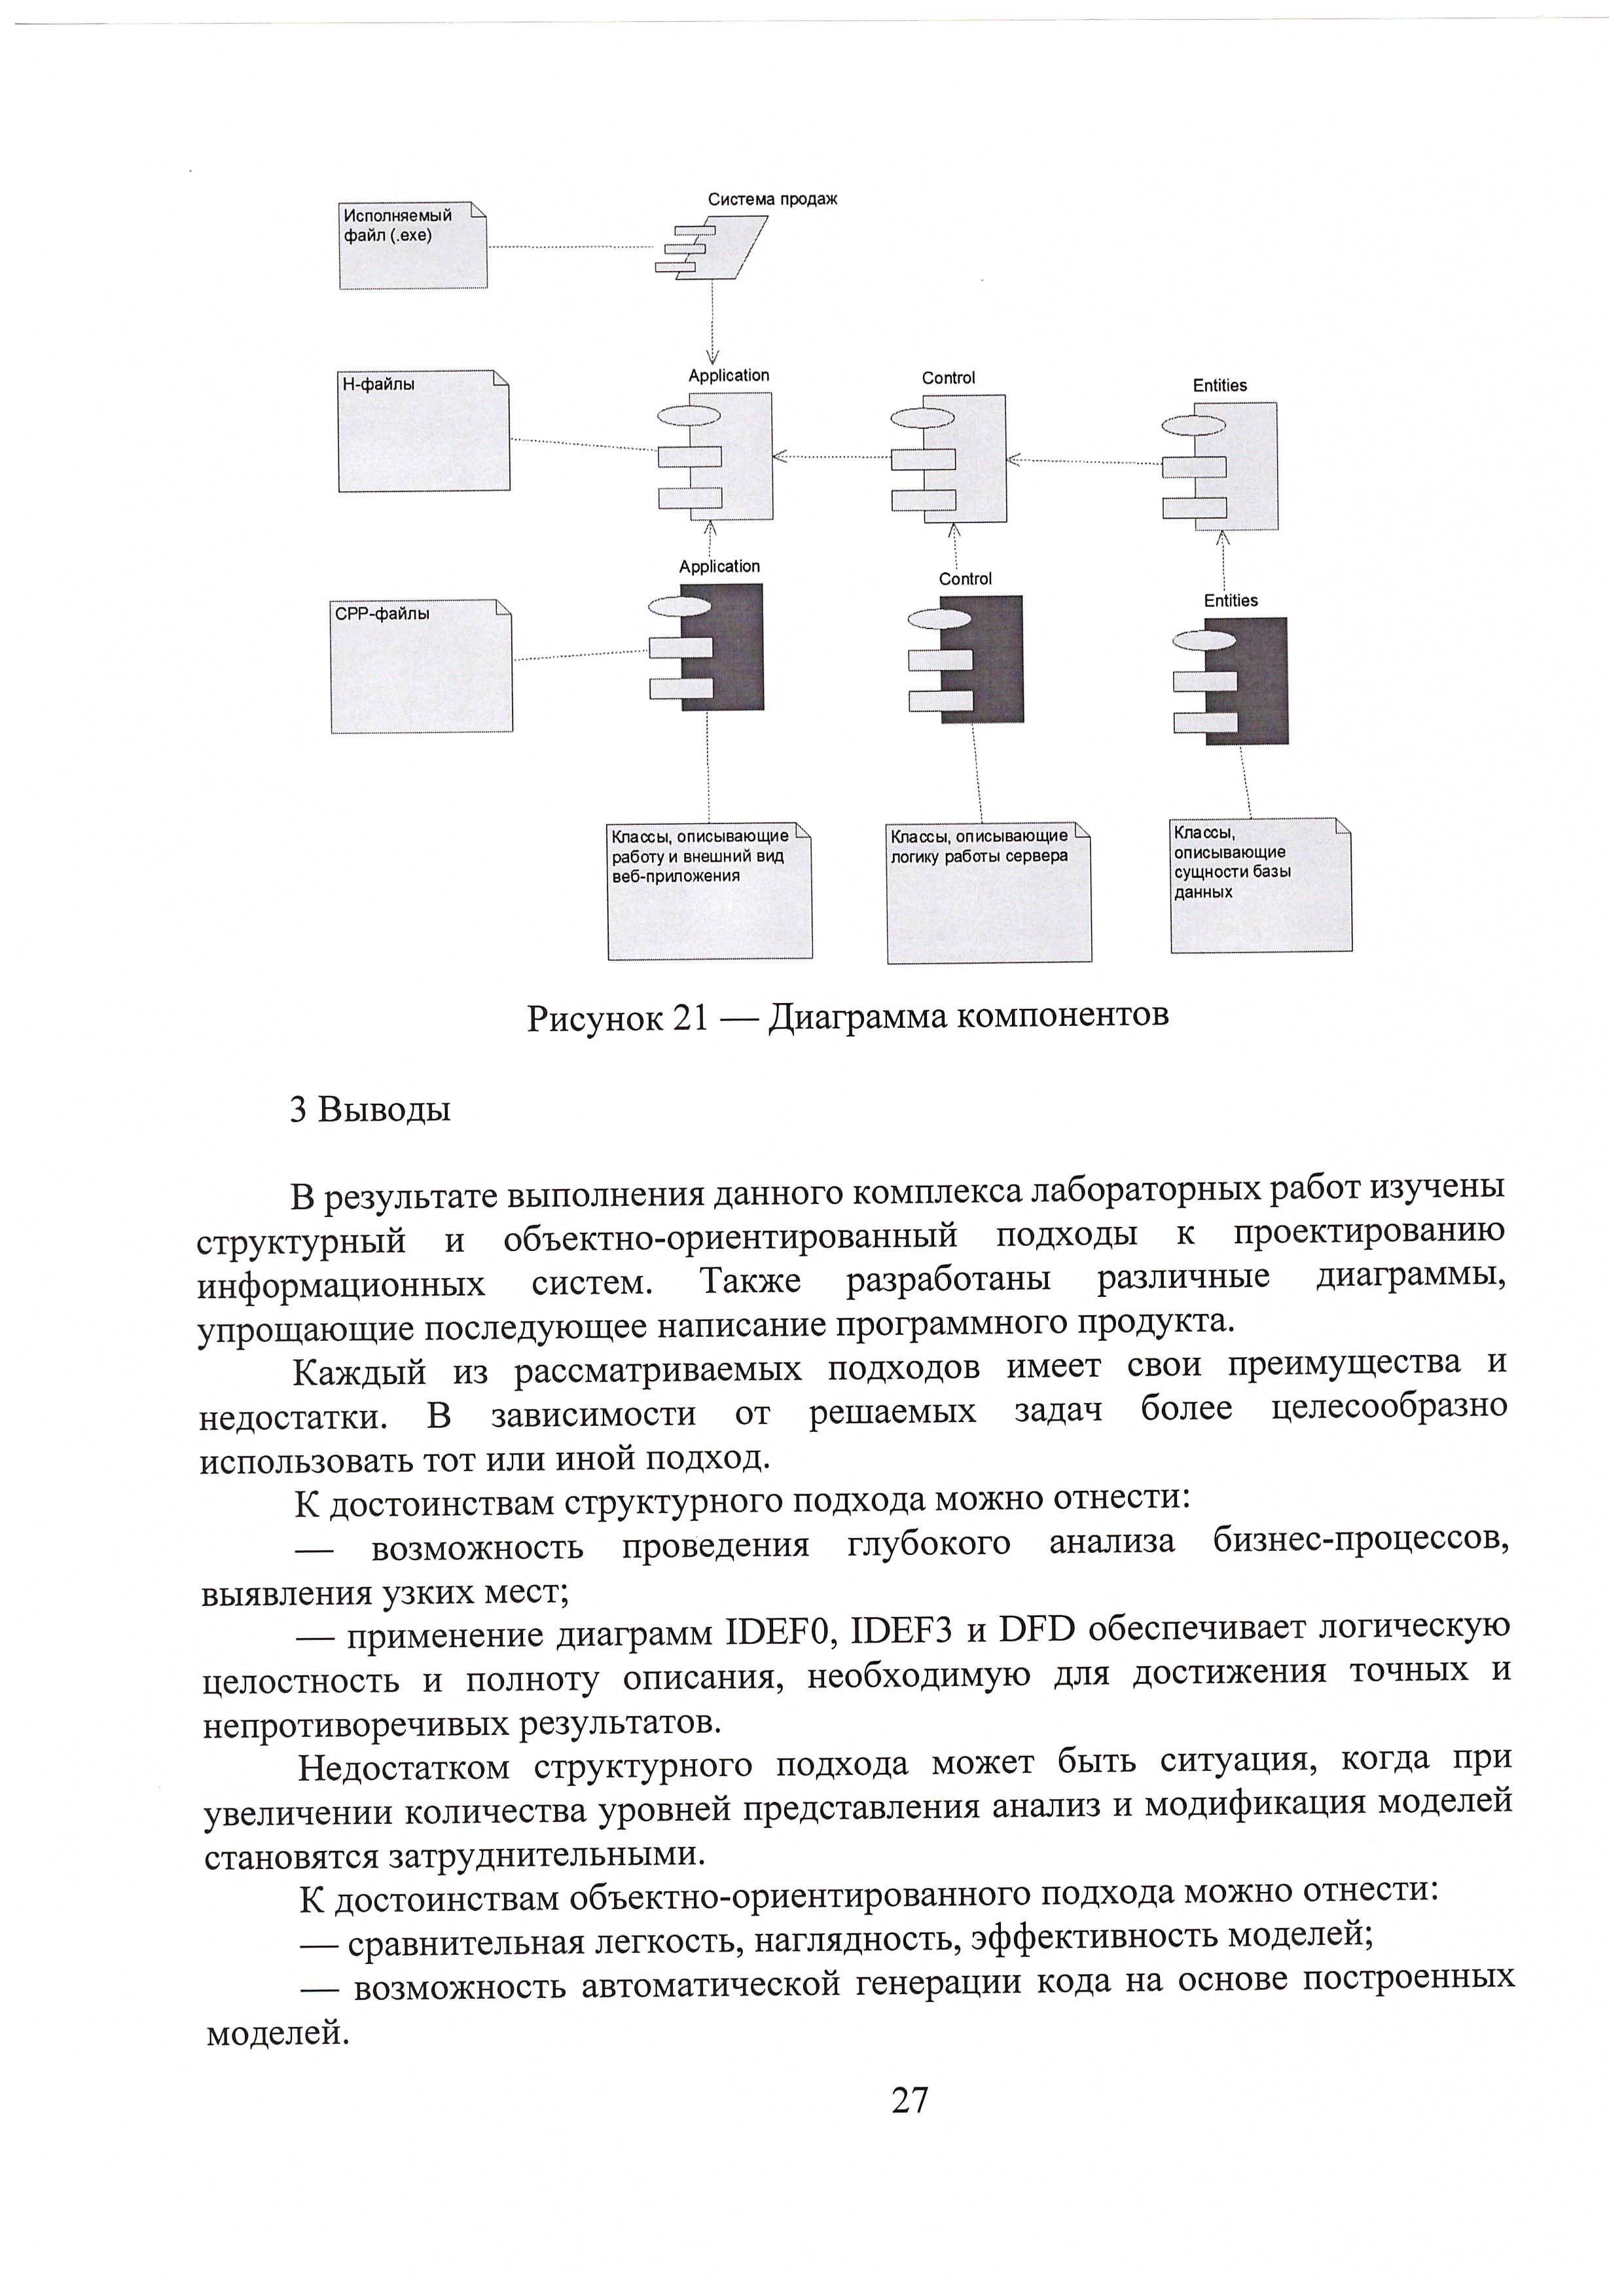 Система продаж
Исполняемый
файл (.exe)
H-файлы
Application
Control
Entities
Application
Control
Entities
CPP-файлы
Классы, описывающие
работу и внешний вид
веб-приложения
Классы, описывающие
логику работы сервера
Классы,
описывающие
сущности базы
данных
Рисунок 21 — Диаграмма компонентов
3 Выводы
В результате выполнения данного комплекса лабораторных работ изучены
структурный и объектно-ориентированный подходы к проектированию
информационных систем. Также разработаны различные диаграммы,
упрощающие последующее написание программного продукта.
Каждый из рассматриваемых подходов имеет свои преимущества и
недостатки. В зависимости от решаемых задач более целесообразно
использовать тот или иной подход.
К достоинствам структурного подхода можно отнести:
— возможность проведения глубокого анализа бизнес-процессов,
выявления узких мест;
— применение диаграмм IDEF0, IDEF3 и DFD обеспечивает логическую
целостность и полноту описания, необходимую для достижения точных и
непротиворечивых результатов.
Недостатком структурного подхода может быть ситуация, когда при
увеличении количества уровней представления анализ и модификация моделей
становятся затруднительными.
К достоинствам объектно-ориентированного подхода можно отнести:
— сравнительная легкость, наглядность, эффективность моделей;
— возможность автоматической генерации кода на основе построенных
моделей.
27